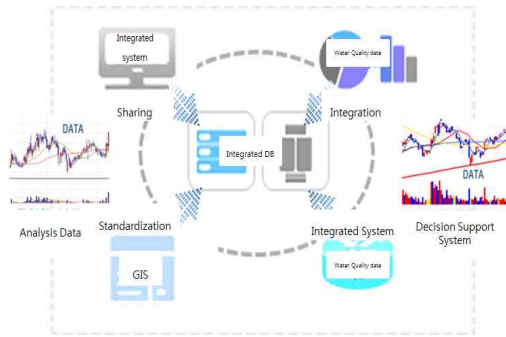 Integrated
system
Water Quality data
Sharing
Integration
DATA
Integrated DB
DATA
Analysis Data
Standardization
Integrated System
Decision Support
System
GIS
Water Quality data